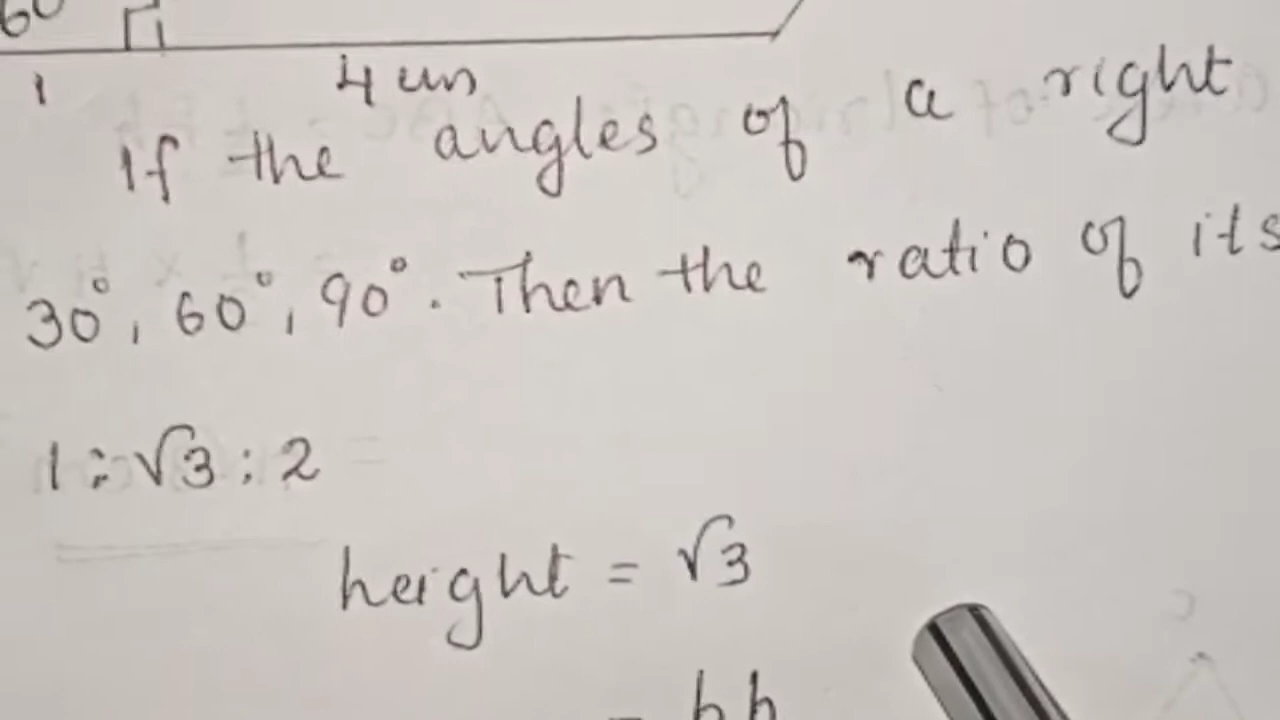 60
1
4 cm
If the angles of a right
30°, 60°, 90°. Then the ratio of its
1 : √3 : 2
height = √3
= bh